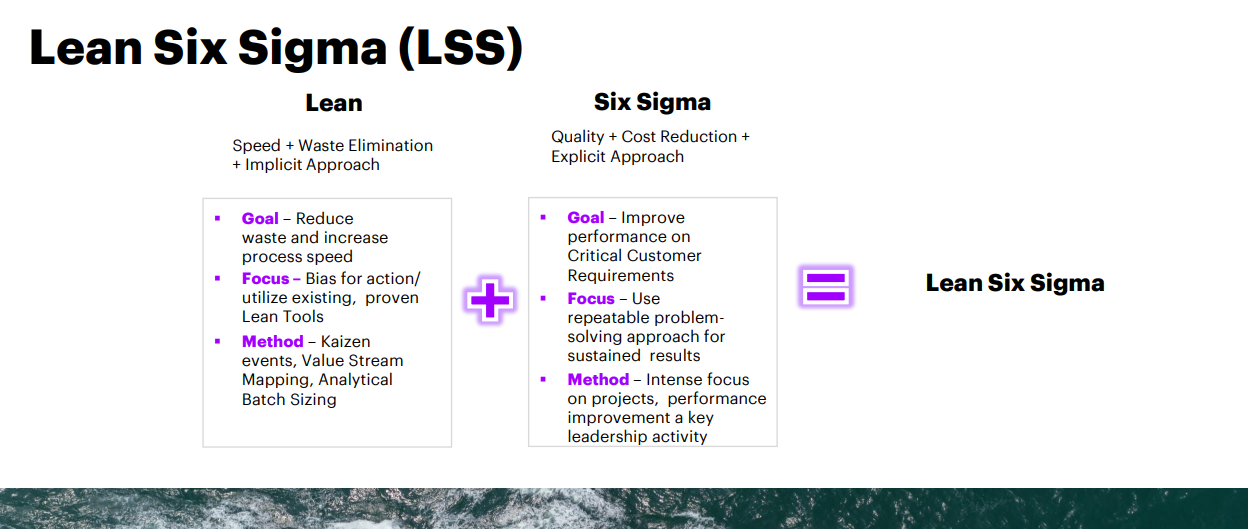 Lean Six Sigma (LSS)
Lean
Speed + Waste Elimination
+ Implicit Approach
▪ Goal – Reduce
waste and increase
process speed
▪ Focus – Bias for action/
utilize existing,  proven
Lean Tools
▪ Method – Kaizen
events, Value Stream
Mapping, Analytical
Batch Sizing
Six Sigma
Quality + Cost Reduction +
Explicit Approach
▪ Goal – Improve
performance on
Critical Customer
Requirements
▪ Focus – Use
repeatable problem-
solving approach for
sustained  results
▪ Method – Intense focus
on projects,  performance
improvement a key
leadership activity
Lean Six Sigma